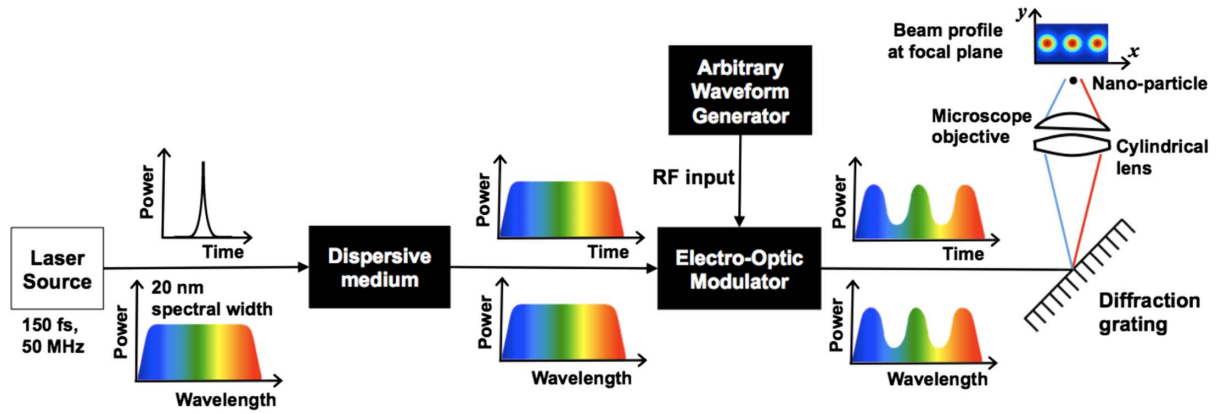 Laser
Source
150 fs,
50 MHz
Power
Time
20 nm
spectral width
Power
Wavelength
Dispersive
medium
Power
Time
Power
Wavelength
Arbitrary
Waveform
Generator
RF input
Electro-Optic
Modulator
Power
Time
Power
Wavelength
Beam profile
at focal plane
y
x
Nano-particle
Microscope
objective
Cylindrical
lens
Diffraction
grating